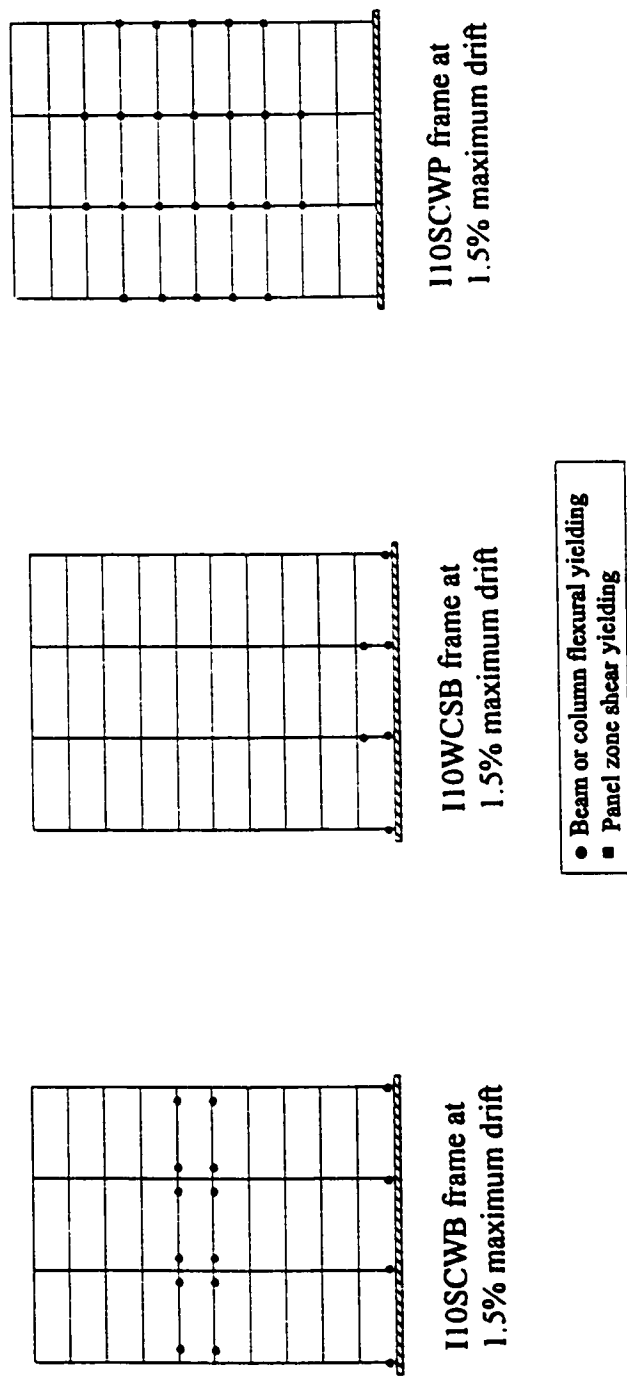 I10SCWB frame at
1.5% maximum drift
I10WCSB frame at
1.5% maximum drift
I10SCWP frame at
1.5% maximum drift
● Beam or column flexural yielding
■ Panel zone shear yielding